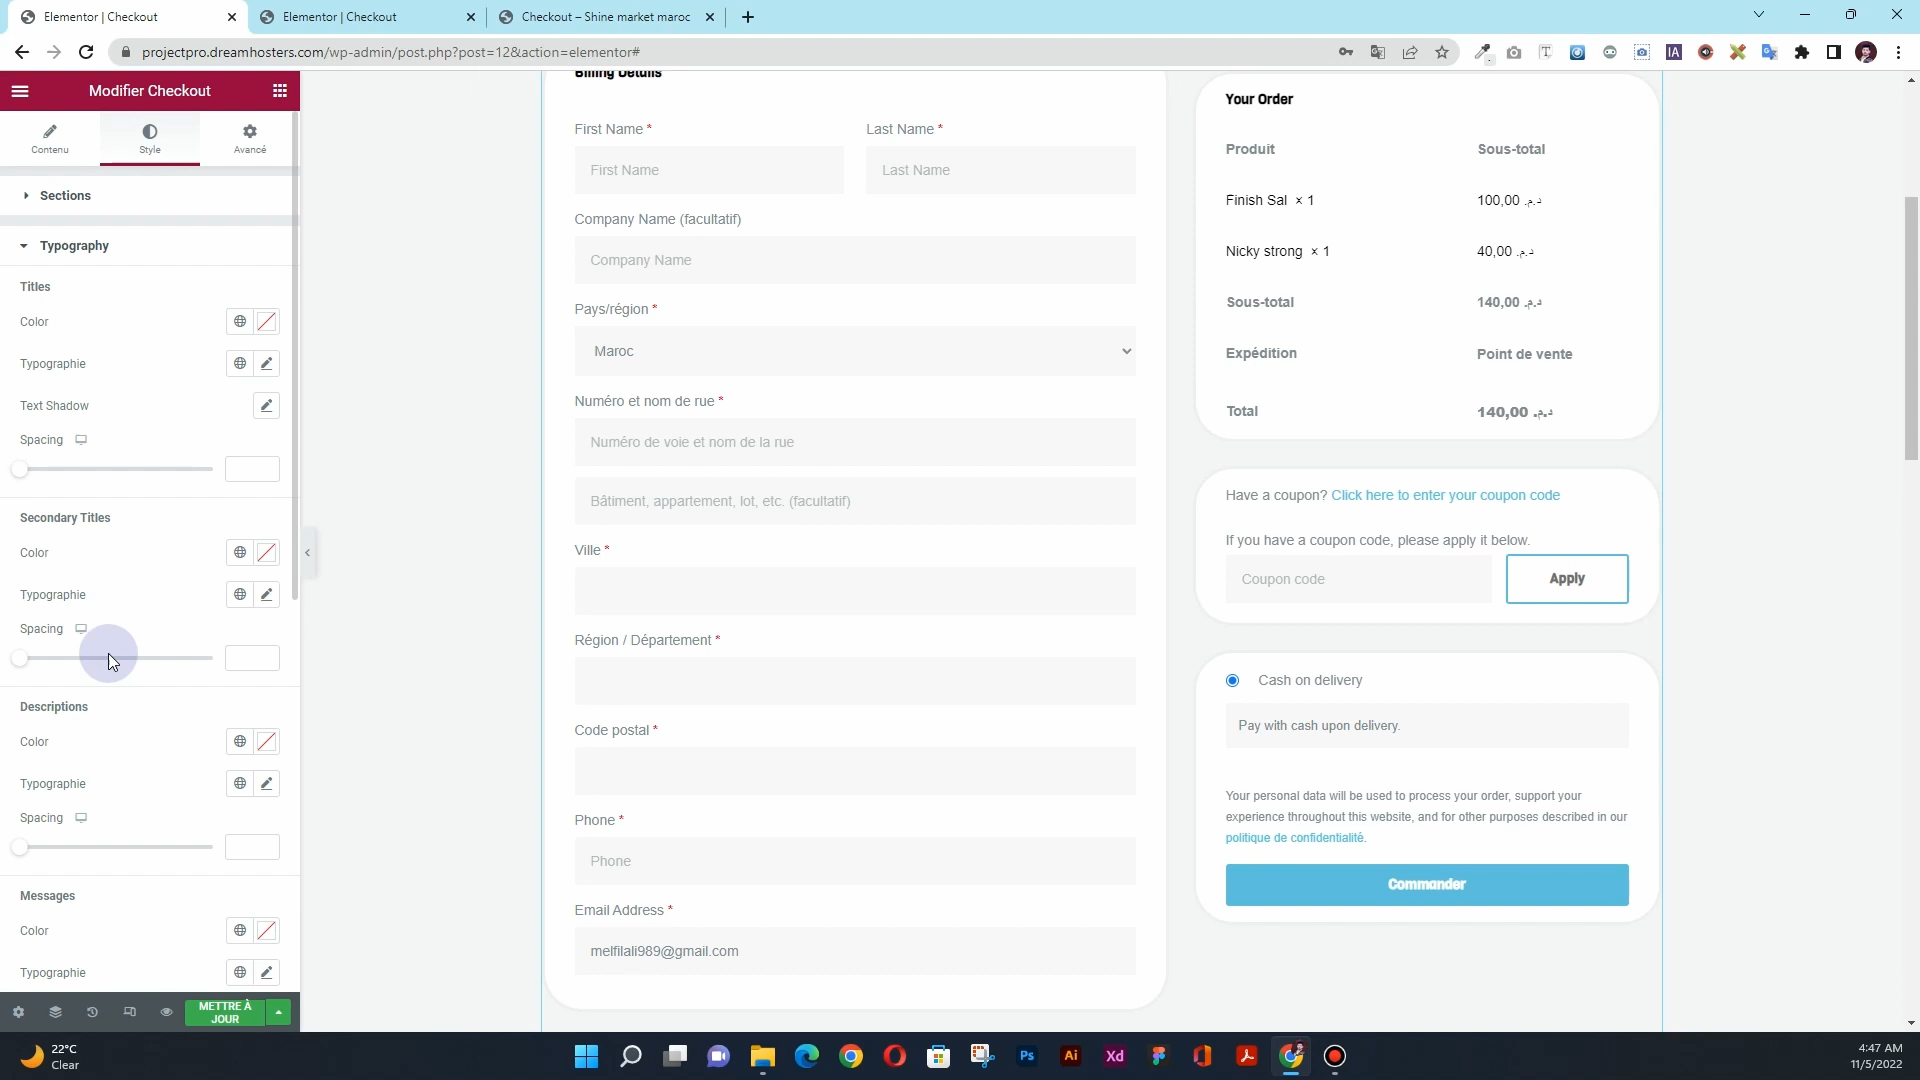 Elementor | Checkout
Elementor | Checkout
Checkout – Shine market maroc
projectpro.dreamhosters.com/wp-admin/post.php?post=12&action=elementor#
Modifier Checkout
Contenu
Style
Avancé
Sections
Typography
Titles
Color
Typographie
Text Shadow
Spacing
Secondary Titles
Color
Typographie
Spacing
Descriptions
Color
Typographie
Spacing
Messages
Color
Typographie
METTRE À
JOUR
Billing Details
First Name *
Last Name *
First Name
Last Name
Company Name (facultatif)
Company Name
Pays/région *
Maroc
Numéro et nom de rue *
Numéro de voie et nom de la rue
Bâtiment, appartement, lot, etc. (facultatif)
Ville *
Région / Département *
Code postal *
Phone *
Phone
Email Address *
melfilali989@gmail.com
Your Order
Produit
Sous-total
Finish Sal × 1
100,00 د.م.
Nicky strong × 1
40,00 د.م.
Sous-total
140,00 د.م.
Expédition
Point de vente
Total
140,00 د.م.
Have a coupon? Click here to enter your coupon code
If you have a coupon code, please apply it below.
Coupon code
Apply
Cash on delivery
Pay with cash upon delivery.
Your personal data will be used to process your order, support your
experience throughout this website, and for other purposes described in our
politique de confidentialité.
Commander
22°C
Clear
Ps
Ai
Xd
IA
4:47 AM
11/5/2022